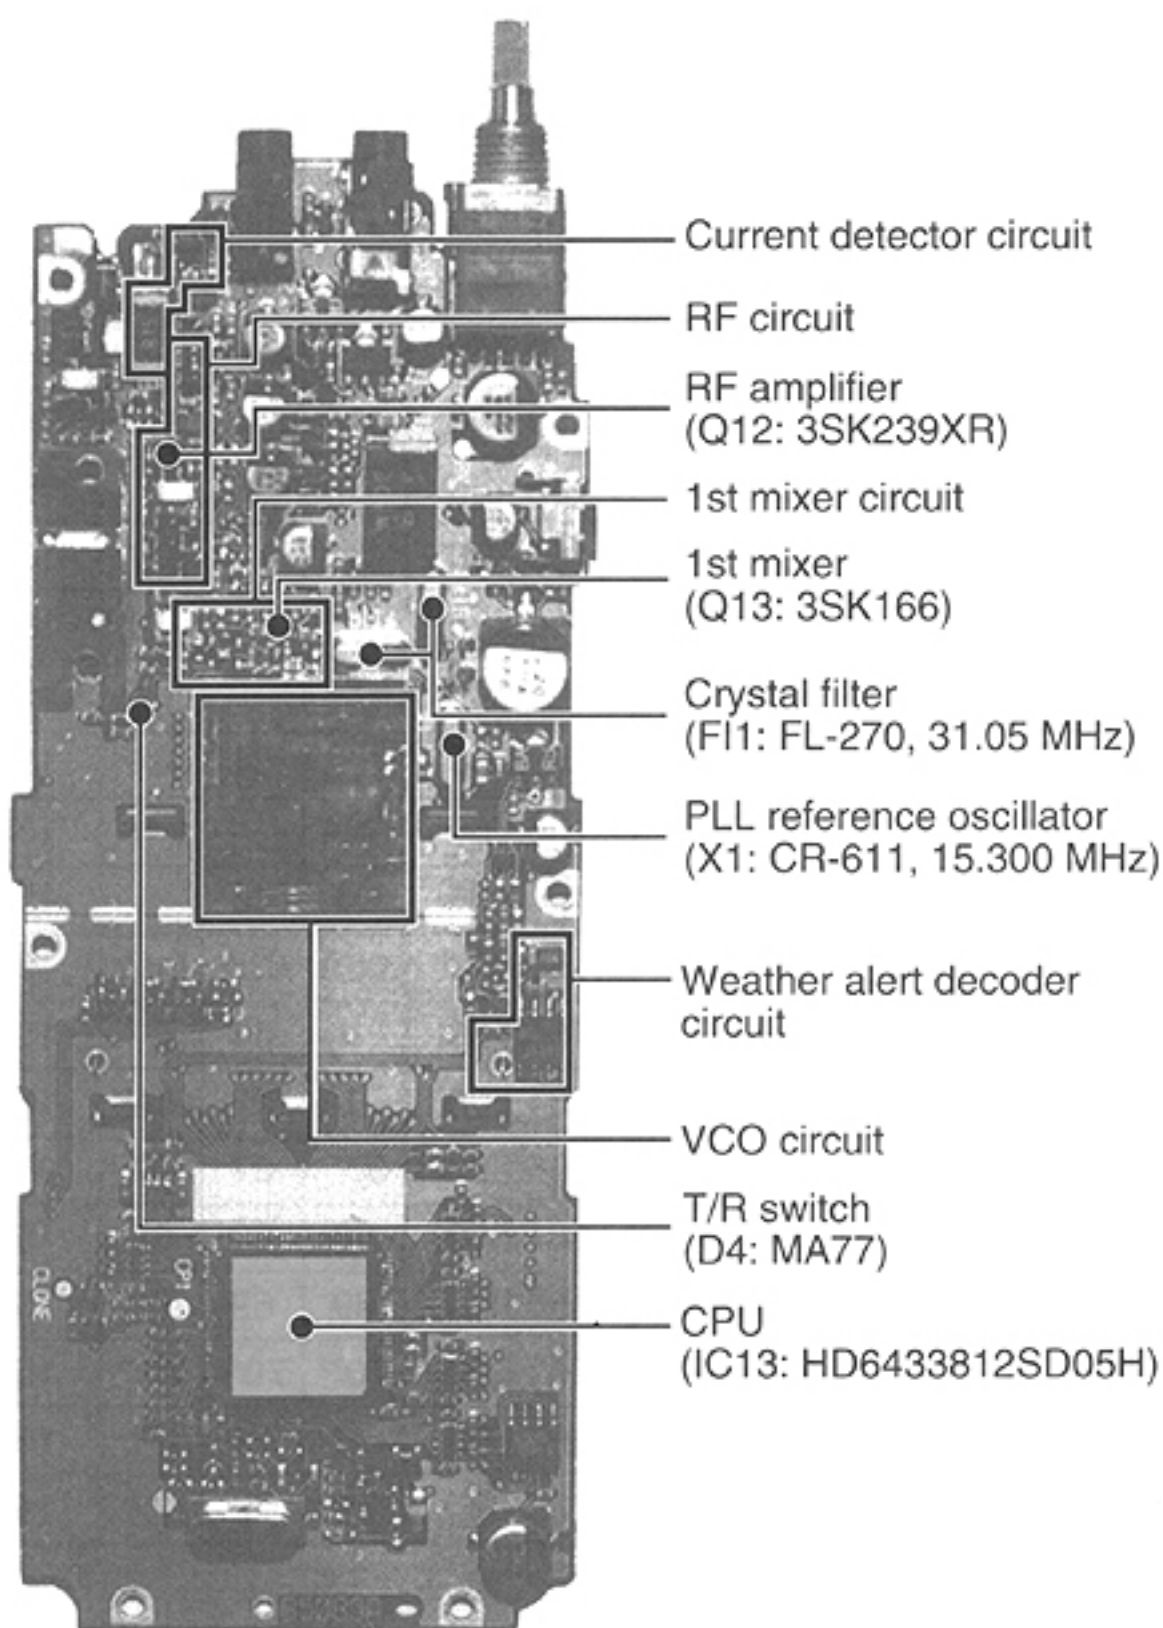 Current detector circuit
RF circuit
RF amplifier
(Q12: 3SK239XR)
1st mixer circuit
1st mixer
(Q13: 3SK166)
Crystal filter
(FI1: FL-270, 31.05 MHz)
PLL reference oscillator
(X1: CR-611, 15.300 MHz)
Weather alert decoder
circuit
VCO circuit
T/R switch
(D4: MA77)
CPU
(IC13: HD6433812SD05H)
CP1
CLONE